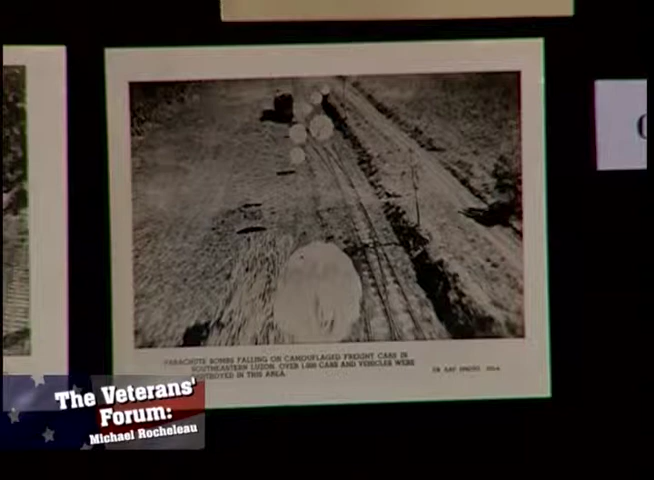 PARACHUTE BOMBS FALLING ON CAMOUFLAGED FREIGHT CARS IN
SOUTHEASTERN LUZON. OVER 1,000 CARS AND VEHICLES WERE
DESTROYED IN THIS AREA.
The Veterans'
Forum:
Michael Rocheleau